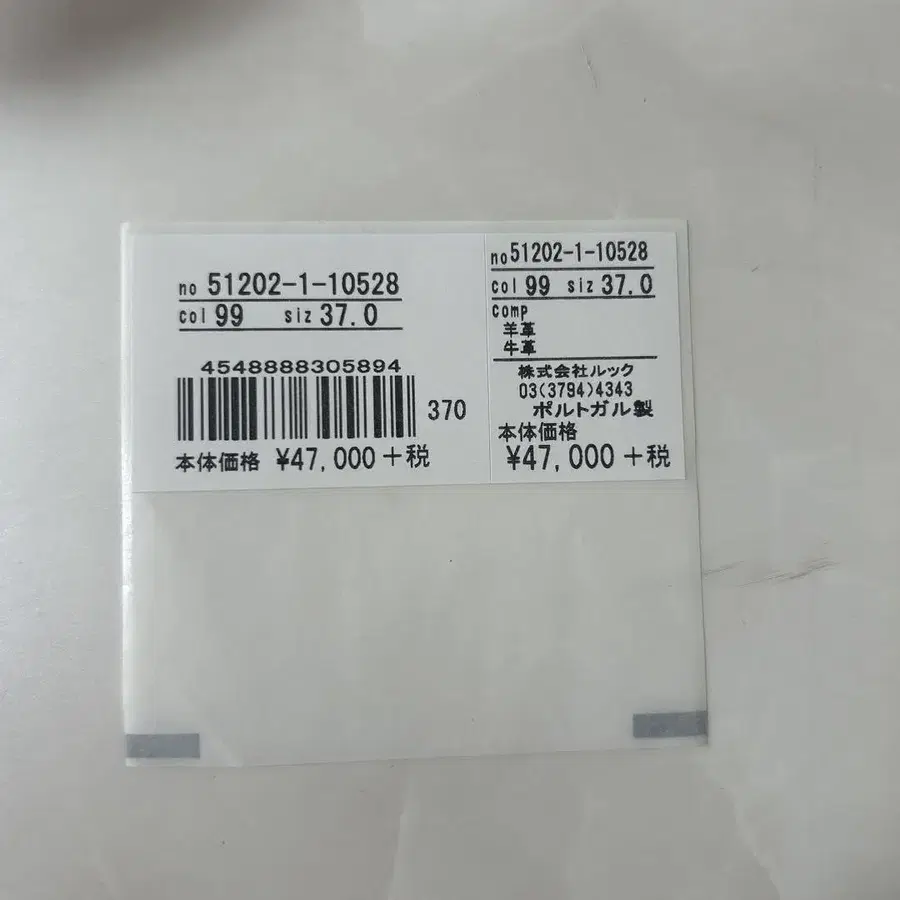 no 51202-1-10528
col 99 siz 37.0
4548888305894
370
本体価格 ¥47,000+税
no 51202-1-10528
col 99 siz 37.0
comp
羊革
牛革
株式会社ルック
03(3794)4343
ポルトガル製
本体価格
¥47,000+税